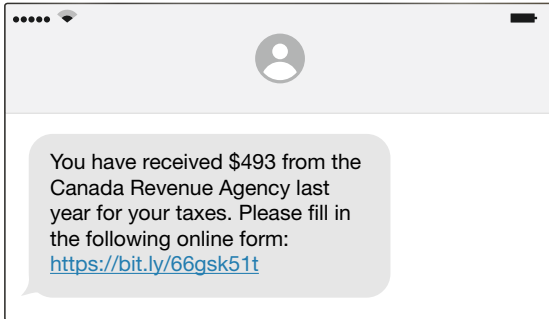 You have received $493 from the
Canada Revenue Agency last
year for your taxes. Please fill in
the following online form:
https://bit.ly/66gsk51t